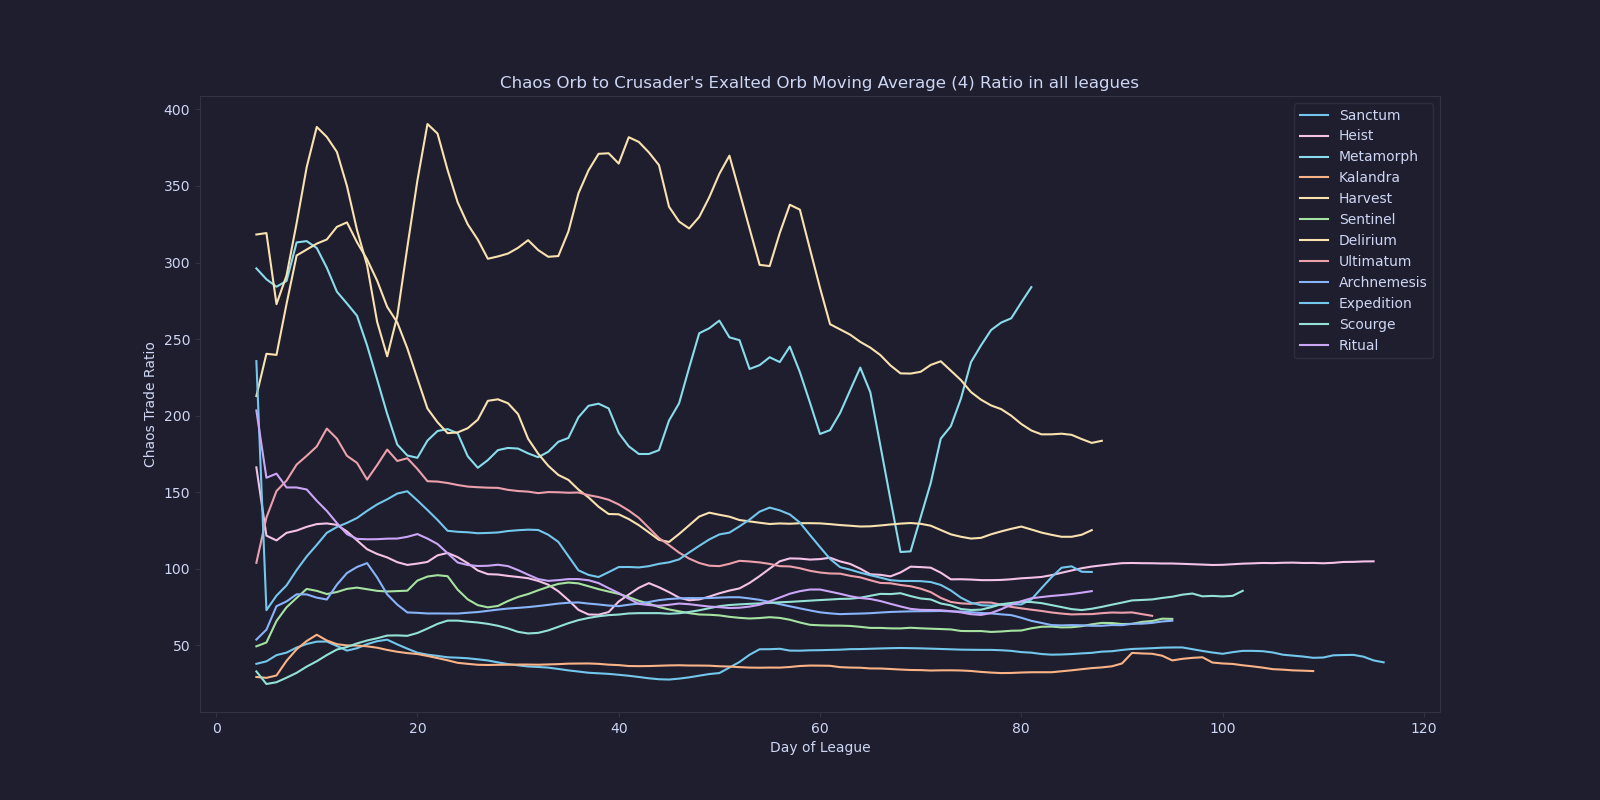 Chaos Orb to Crusader's Exalted Orb Moving Average (4) Ratio in all leagues
Chaos Trade Ratio
400
350
300
250
200
150
100
50
0 20 40 60 80 100 120
Day of League
Sanctum
Heist
Metamorph
Kalandra
Harvest
Sentinel
Delirium
Ultimatum
Archnemesis
Expedition
Scourge
Ritual